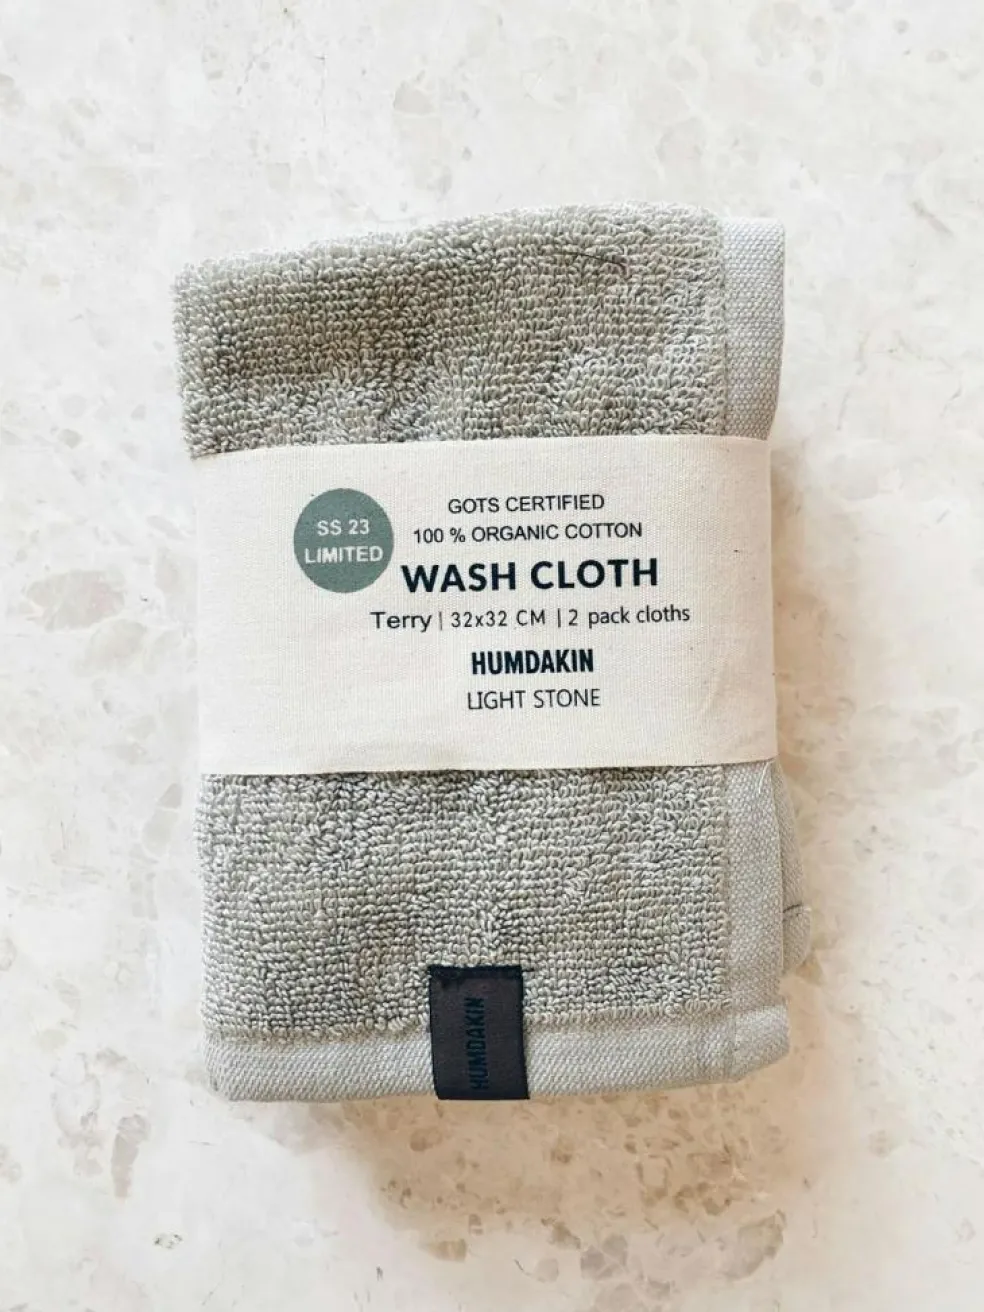 SS 23
LIMITED
GOTS CERTIFIED
100 % ORGANIC COTTON
WASH CLOTH
Terry | 32x32 CM | 2 pack cloths
HUMDAKIN
LIGHT STONE
HUMDAKIN